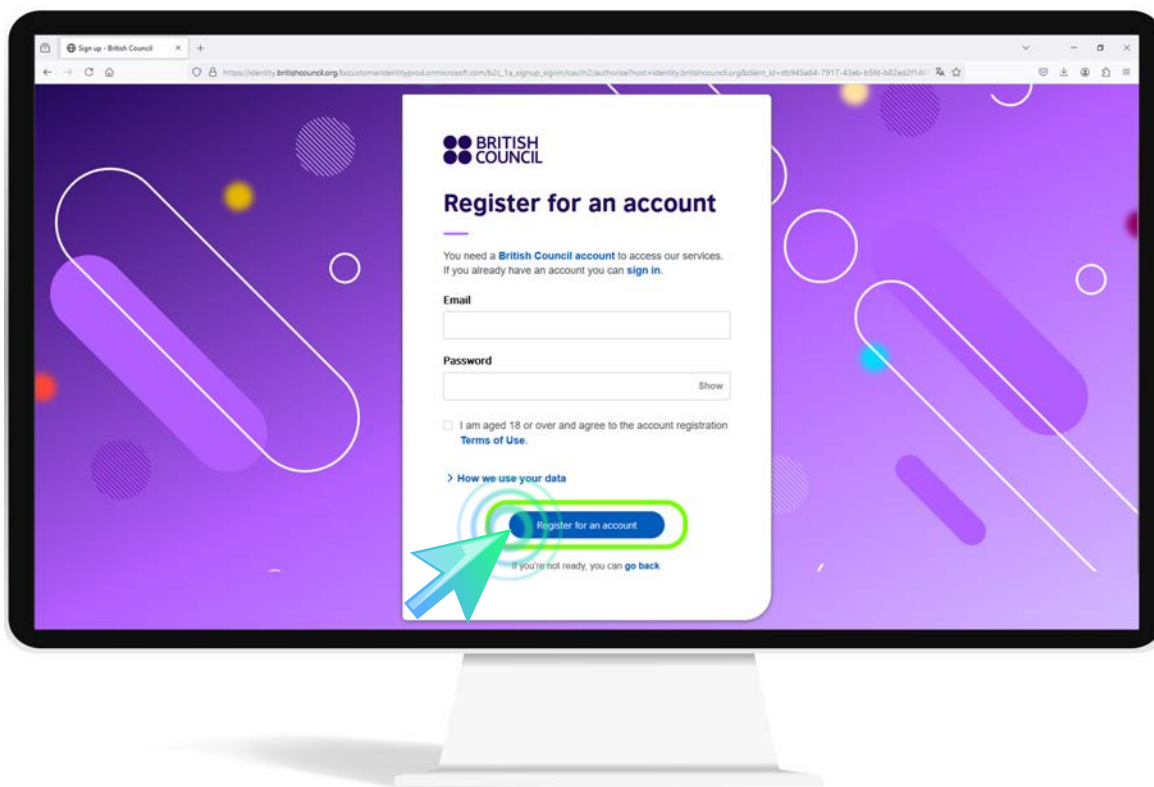 Sign up - British Council
BRITISH
COUNCIL
Register for an account
You need a British Council account to access our services.
If you already have an account you can sign in.
Email
Password
Show
I am aged 18 or over and agree to the account registration
Terms of Use.
How we use your data
Register for an account
If you're not ready, you can go back